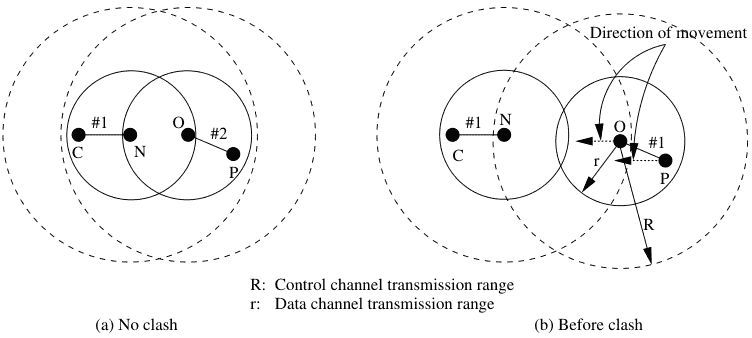 Direction of movement
#1
O
#2
C
N
P
#1
N
C
O
#1
r
P
R
R: Control channel transmission range
r: Data channel transmission range
(a) No clash
(b) Before clash